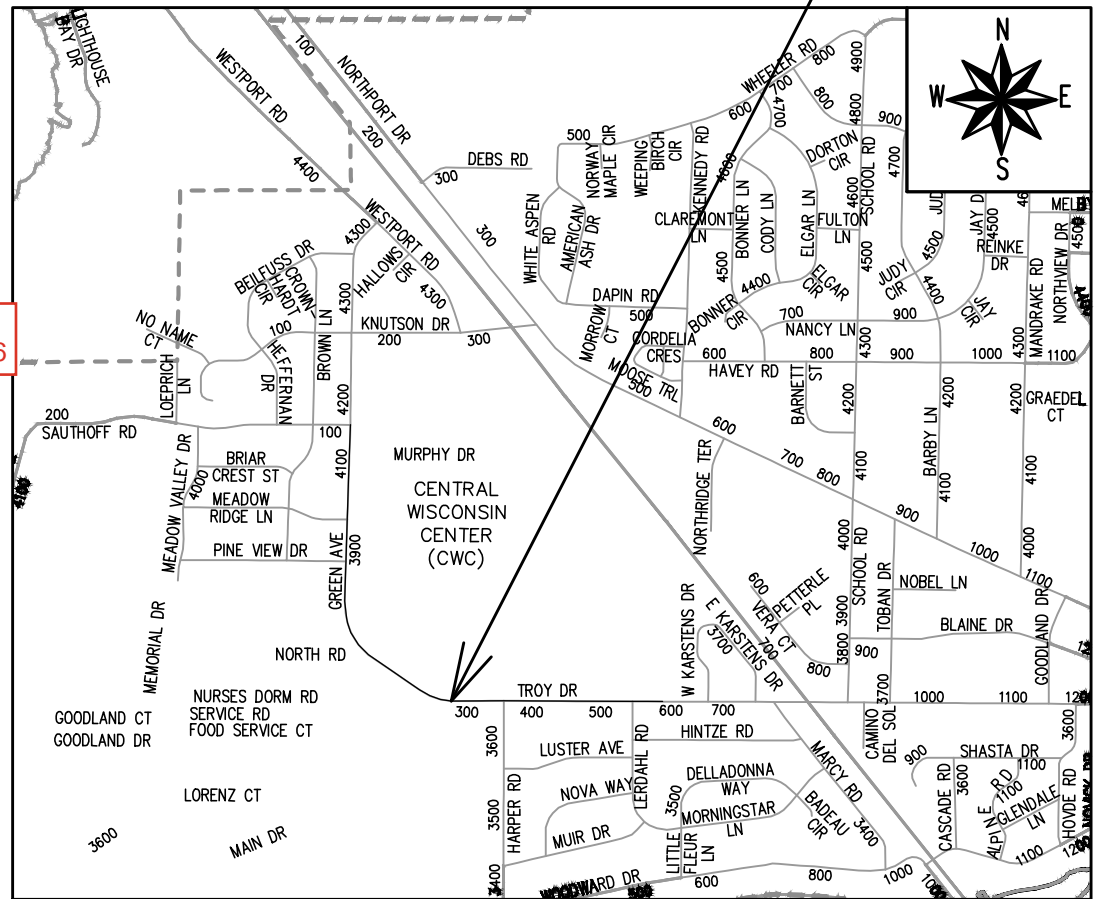 LIGHTHOUSE
BAY DR
100
NORTHPORT DR
WESTPORT RD
200
4400
DEBS RD
300
300
WESTPORT RD
4300
HALLOWS
CIR
4300
BEILFUSS DR
CROWN-
HARDT
CIR
4300
NO NAME
CT
100
KNUTSON DR
200
300
BROWN LN
HEFFERNAN
DR
LOEPRICH
LN
4200
200
SAUTHOFF RD
100
4100
4100
MEADOW VALLEY DR
4000
BRIAR
CREST ST
MEADOW
RIDGE LN
PINE VIEW DR
GREEN AVE
3900
MURPHY DR
CENTRAL
WISCONSIN
CENTER
(CWC)
MEMORIAL DR
NORTH RD
NURSES DORM RD
SERVICE RD
FOOD SERVICE CT
GOODLAND CT
GOODLAND DR
LORENZ CT
3600
MAIN DR
6
N
W
E
S
WHEELER RD
800
700
600
4700
800
4900
4800
900
4700
500
NORWAY
MAPLE CIR
WEEPING
BIRCH
CIR
KENNEDY RD
4600
DORTON
CIR
SCHOOL RD
4600
WHITE ASPEN
RD
AMERICAN
ASH DR
CLAREMONT
LN
BONNER LN
CODY LN
ELGAR LN
FULTON
LN
4500
4500
4400
ELGAR
CIR
JUDY
CIR
JUD
4500
4400
JAY D
4500
REINKE
DR
JAY
CIR
MANDRAKE RD
4300
NORTHVIEW DR
4500
DAPIN RD
500
MORROW
CT
CORDELIA
CRES
BONNER
CIR
700
NANCY LN
900
4300
600
HAVEY RD
800
900
1000
1100
MOOSE TRL
500
BARNETT
ST
4200
4200
4200
GRAEDEL
CT
BARBY LN
600
NORTHRIDGE TER
700
800
4100
4100
4100
900
4000
1000
4000
1100
SCHOOL RD
TOBAN DR
NOBEL LN
BLAINE DR
GOODLAND DR
600
PETTERLE
PL
VERA CT
3900
3800
900
800
700
W KARSTENS DR
3700
E KARSTENS DR
3700
TROY DR
300
400
500
600
700
1000
1100
3600
3600
LUSTER AVE
LERDAHL RD
HINTZE RD
MARCY RD
CAMINO
DEL SOL
900
SHASTA DR
1100
HARPER RD
3500
NOVA WAY
3500
DELLADONNA
WAY
MORNINGSTAR
LN
BADEAU
CIR
3400
MUIR DR
LITTLE
FLEUR
LN
CASCADE RD
3600
ALPINE RD
1100
GLENDALE
LN
HOVDE RD
1100
1200
3400
WOODWARD DR
500
600
800
1000